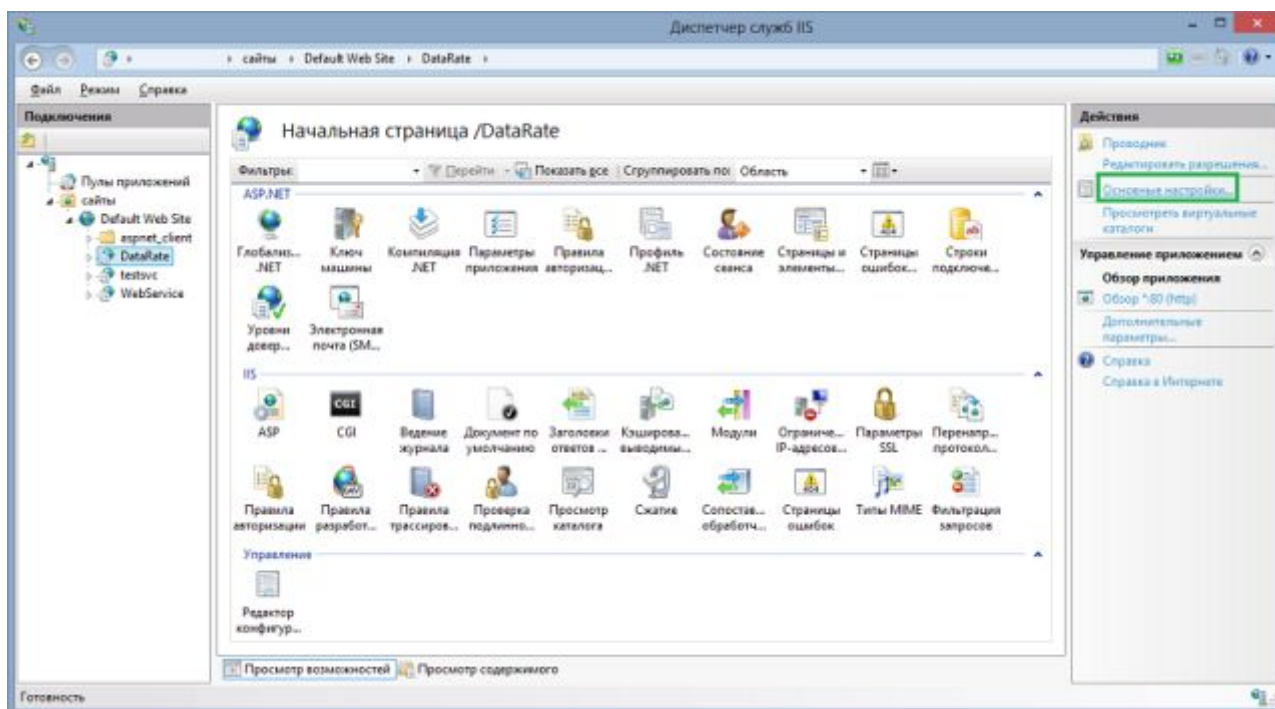 Диспетчер служб IIS
сайты Default Web Site DataRate
Файл Режим Справка
Подключения
Пулы приложений
сайты
Default Web Site
aspnet_client
DataRate
testsvc
WebService
Начальная страница /DataRate
Фильтры: Перейти Показать все Сгруппировать по: Область
ASP.NET
Глобализ... Ключ Компиляция Параметры Правила Профиль Состояние Страницы и Страницы Строки
.NET машины .NET приложения авторизац... .NET сеанса элементы... ошибок... подключе...
Уровни Электронная
довер... почта (SM...
IIS
CGI
ASP CGI Ведение Документ по Заголовки Кэширова... Модули Ограниче... Параметры Перенапр...
журнала умолчанию ответов ... выводимы... IP-адресов... SSL протокол...
Правила Правила Правила Проверка Просмотр Сжатие Сопостав... Страницы Типы MIME Фильтрация
авторизации разработ... трассиров... подлинно... каталога обработч... ошибок запросов
Управление
Редактор
конфигур...
Просмотр возможностей Просмотр содержимого
Действия
Проводник
Редактировать разрешения...
Основные настройки...
Просмотреть виртуальные
каталоги
Управление приложением
Обзор приложения
Обзор *:80 (http)
Дополнительные
параметры...
Справка
Справка в Интернете
Готовность